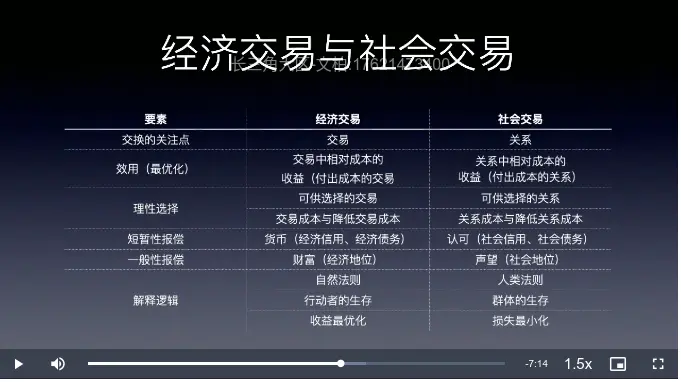 经济交易与社会交易
要素 经济交易 社会交易
交换的关注点 交易 关系
效用（最优化） 交易中相对成本的 关系中相对成本的
收益（付出成本的交易 收益（付出成本的关系）
理性选择 可供选择的交易 可供选择的关系
交易成本与降低交易成本 关系成本与降低关系成本
短暂性报偿 货币（经济信用、经济债务） 认可（社会信用、社会债务）
一般性报偿 财富（经济地位） 声望（社会地位）
解释逻辑 自然法则 人类法则
行动者的生存 群体的生存
收益最优化 损失最小化
-7:14 1.5x